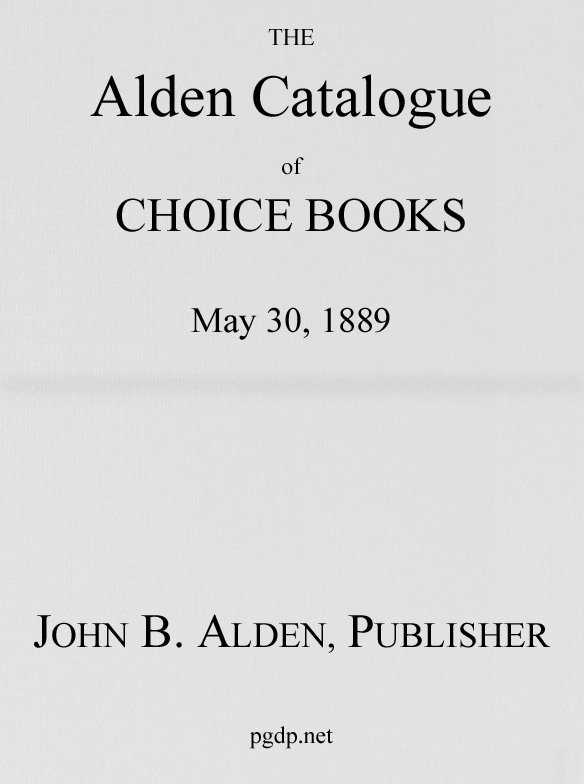 THE
Alden Catalogue
of
CHOICE BOOKS
May 30, 1889
JOHN B. ALDEN, PUBLISHER
pgdp.net